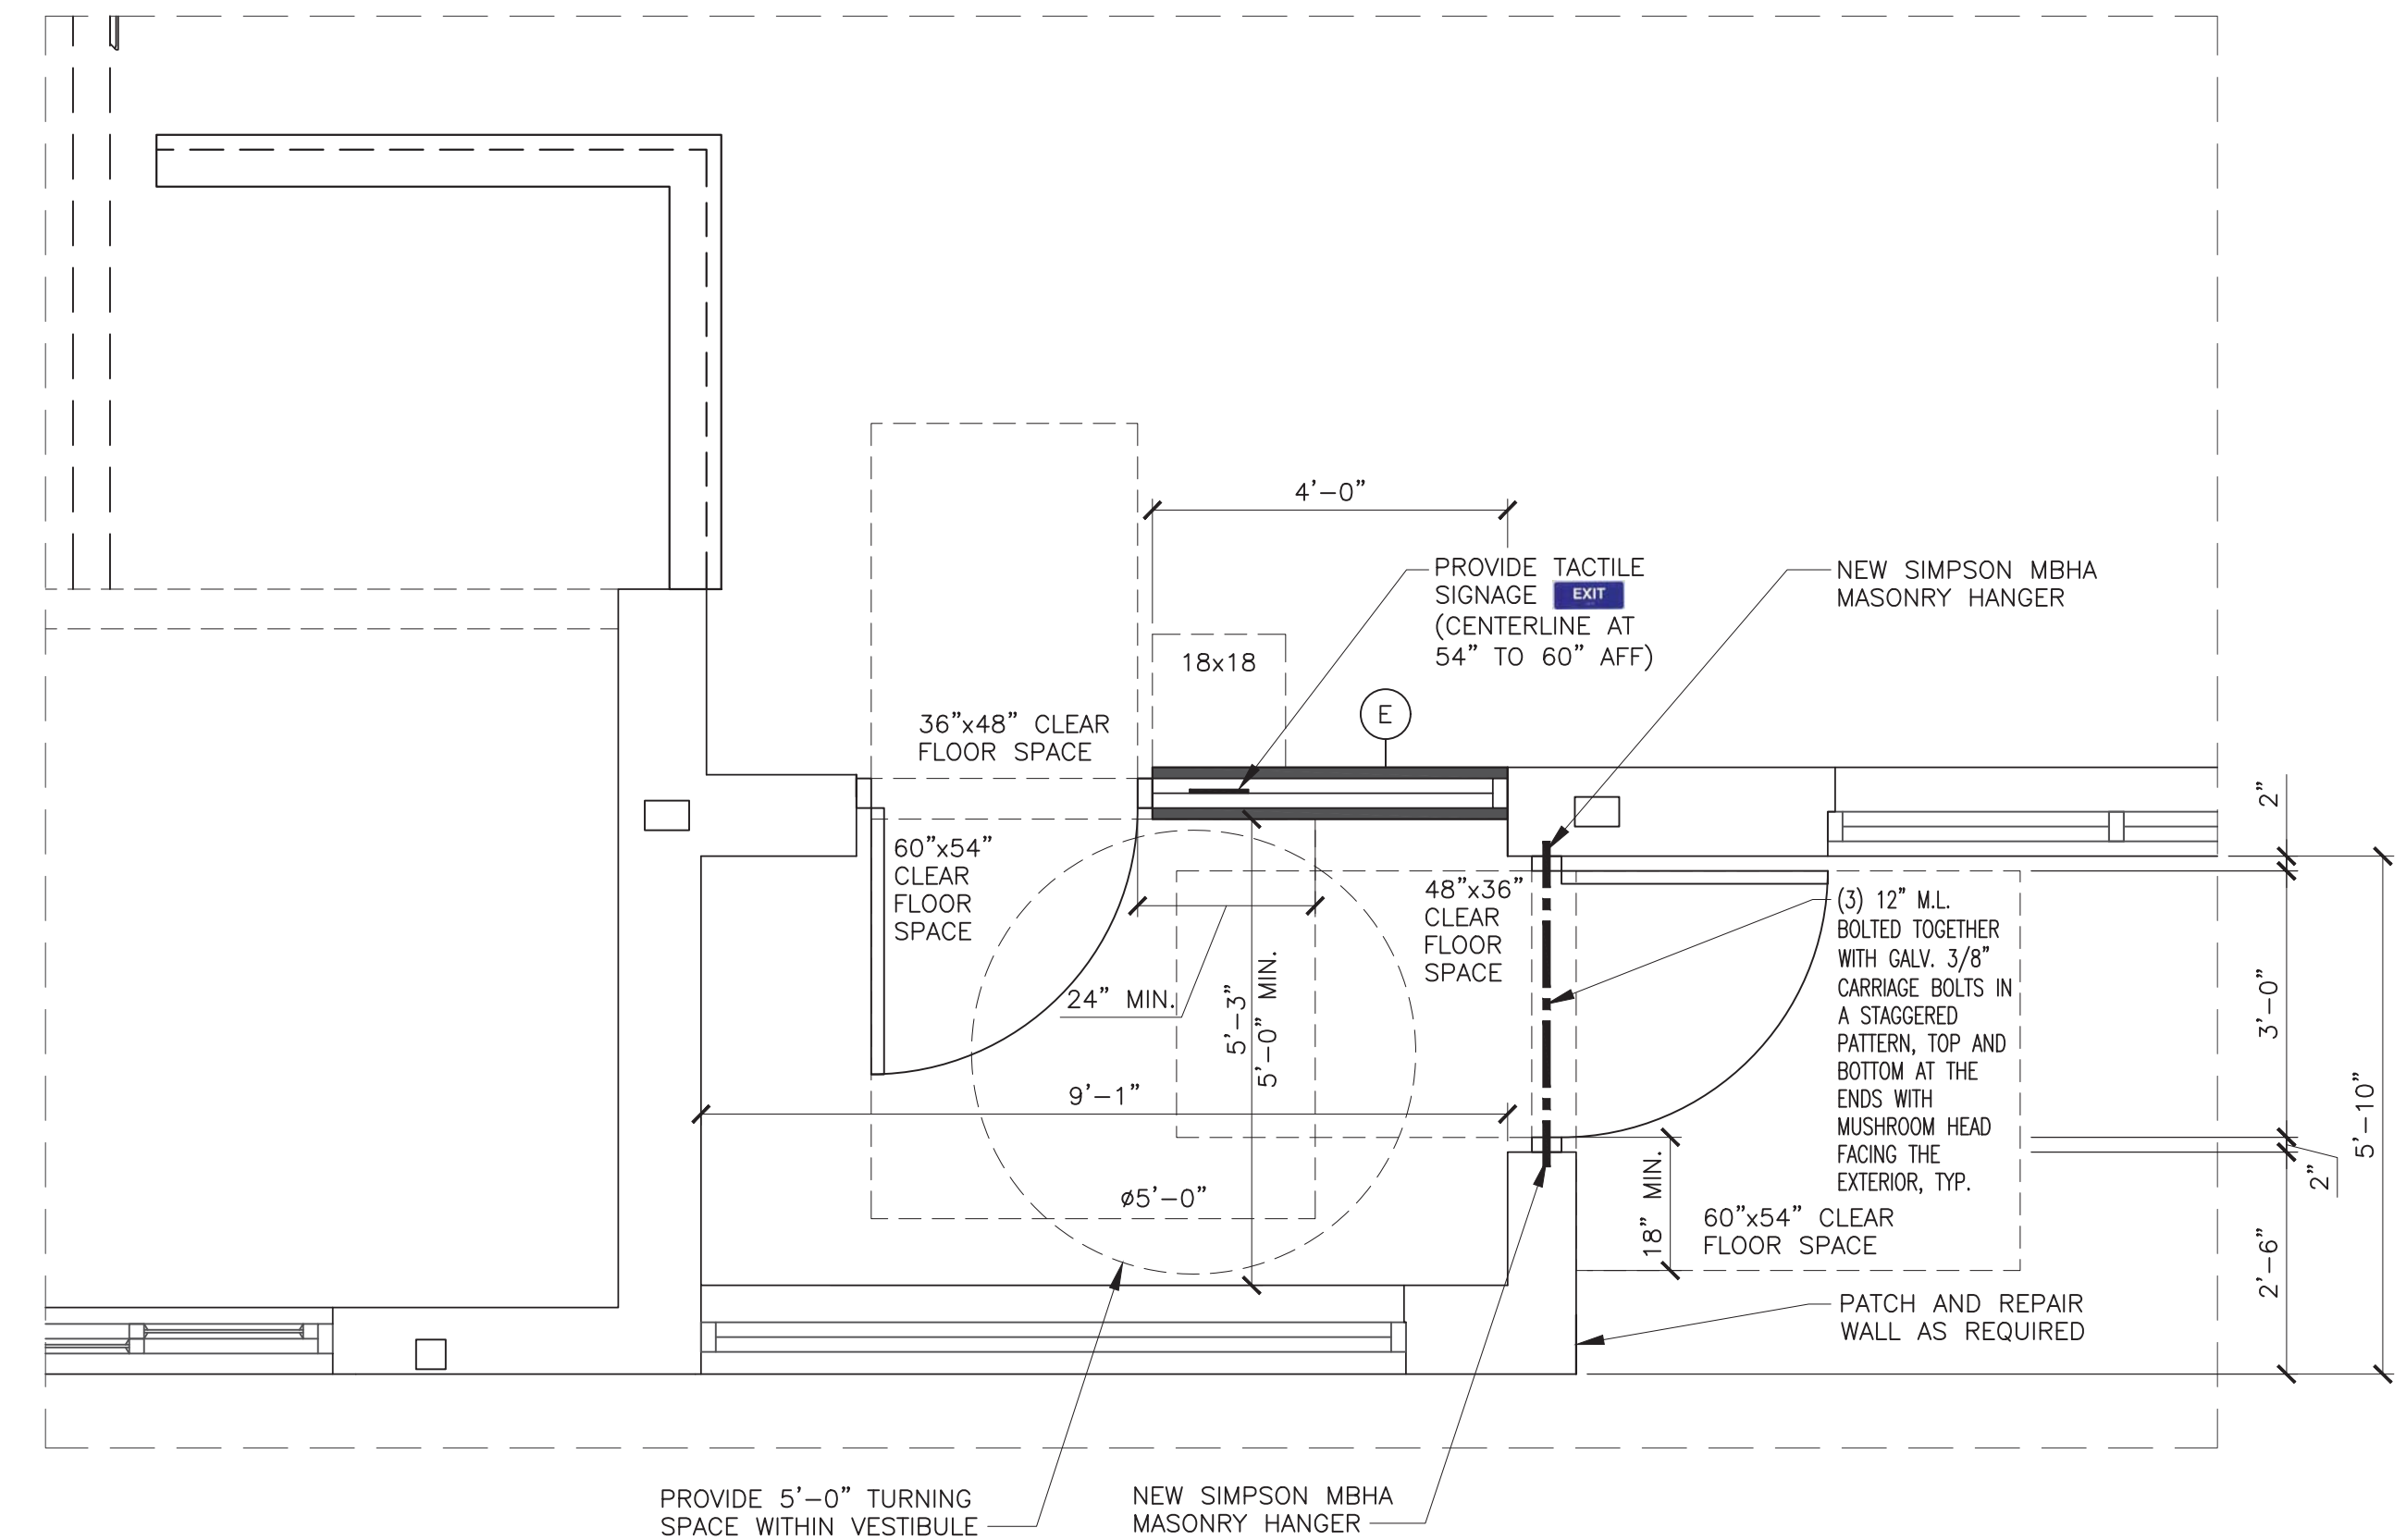 4'-0"
PROVIDE TACTILE
SIGNAGE EXIT
(CENTERLINE AT
54" TO 60" AFF)
NEW SIMPSON MBHA
MASONRY HANGER
18x18
36"x48" CLEAR
FLOOR SPACE
E
2"
60"x54"
CLEAR
FLOOR
SPACE
48"x36"
CLEAR
FLOOR
SPACE
(3) 12" M.L.
BOLTED TOGETHER
WITH GALV. 3/8"
CARRIAGE BOLTS IN
A STAGGERED
PATTERN, TOP AND
BOTTOM AT THE
ENDS WITH
MUSHROOM HEAD
FACING THE
EXTERIOR, TYP.
24" MIN.
5'-3"
5'-0" MIN.
3'-0"
9'-1"
5'-10"
2"
18" MIN.
ø5'-0"
60"x54" CLEAR
FLOOR SPACE
2'-6"
PATCH AND REPAIR
WALL AS REQUIRED
PROVIDE 5'-0" TURNING
SPACE WITHIN VESTIBULE
NEW SIMPSON MBHA
MASONRY HANGER